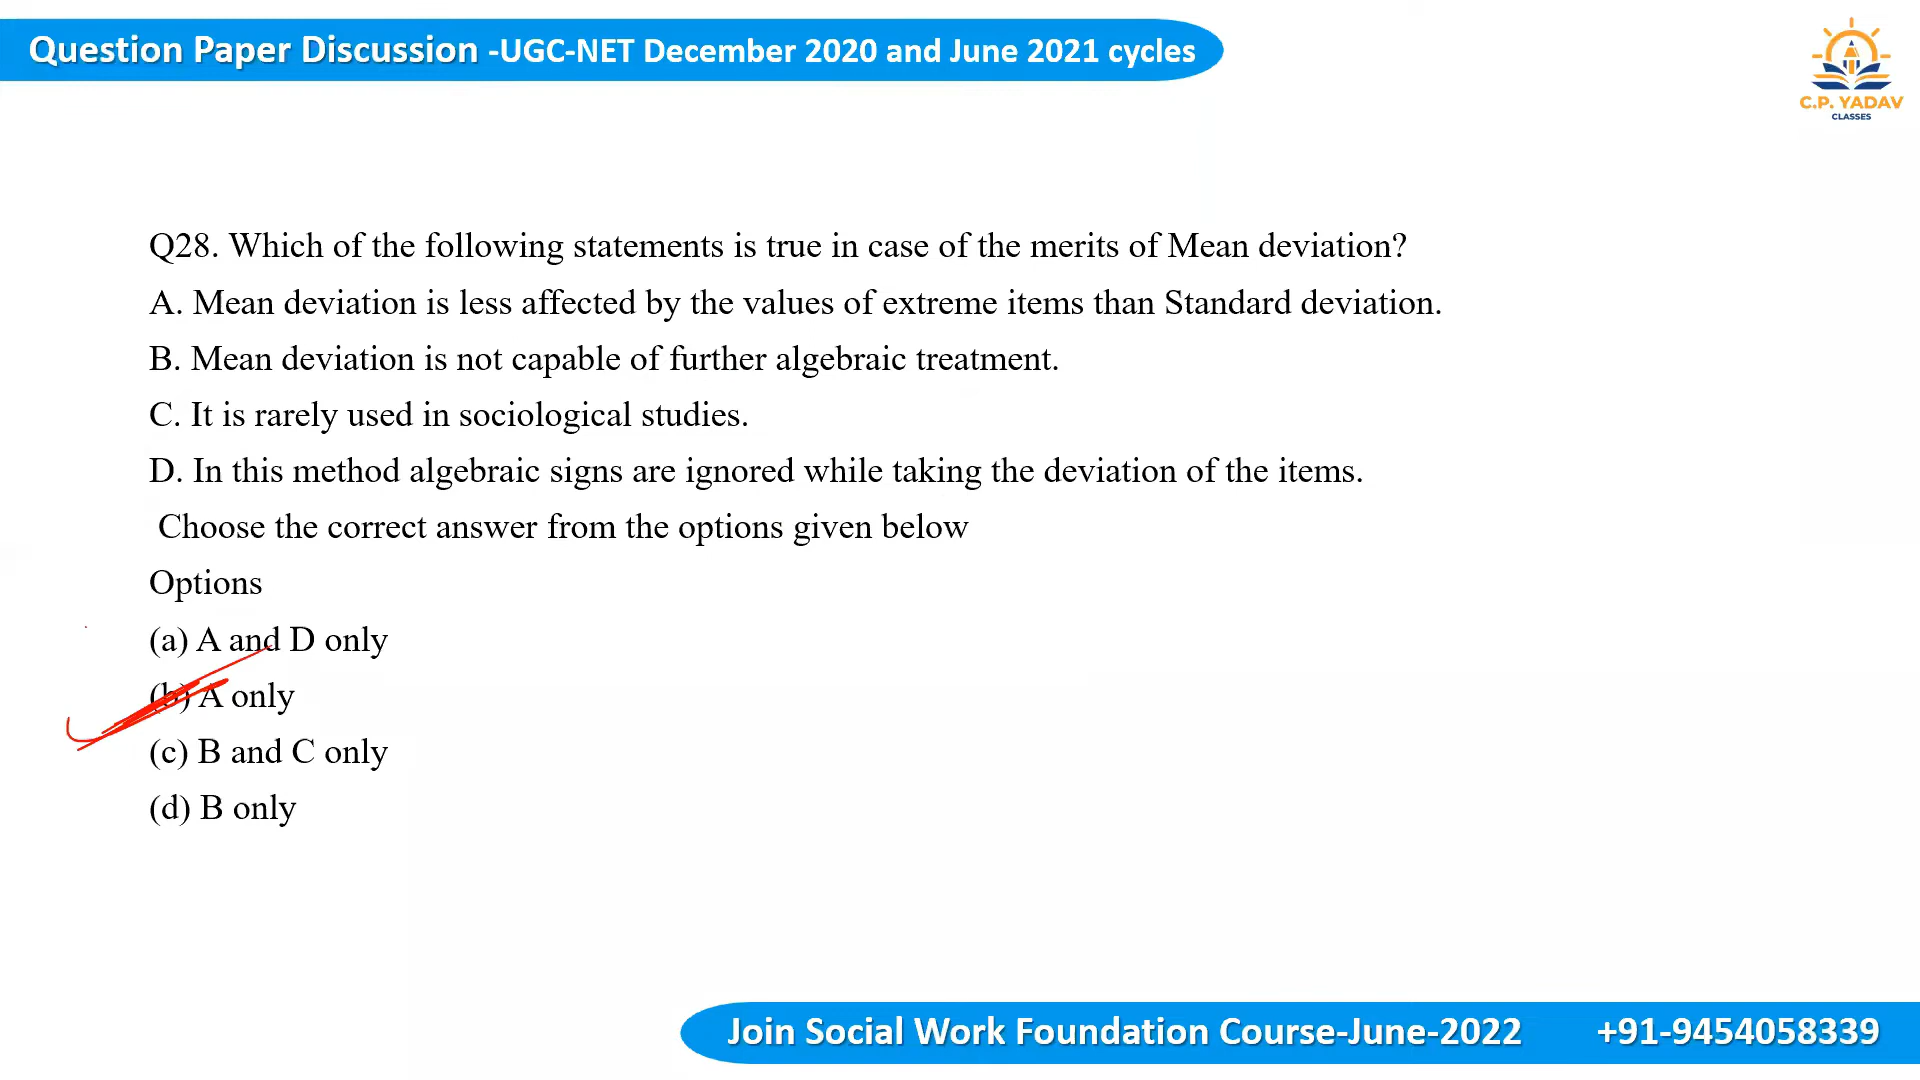 Question Paper Discussion -UGC-NET December 2020 and June 2021 cycles
C.P. YADAV
CLASSES
Q28. Which of the following statements is true in case of the merits of Mean deviation?
A. Mean deviation is less affected by the values of extreme items than Standard deviation.
B. Mean deviation is not capable of further algebraic treatment.
C. It is rarely used in sociological studies.
D. In this method algebraic signs are ignored while taking the deviation of the items.
Choose the correct answer from the options given below
Options
(a) A and D only
(b) A only
(c) B and C only
(d) B only
Join Social Work Foundation Course-June-2022 +91-9454058339